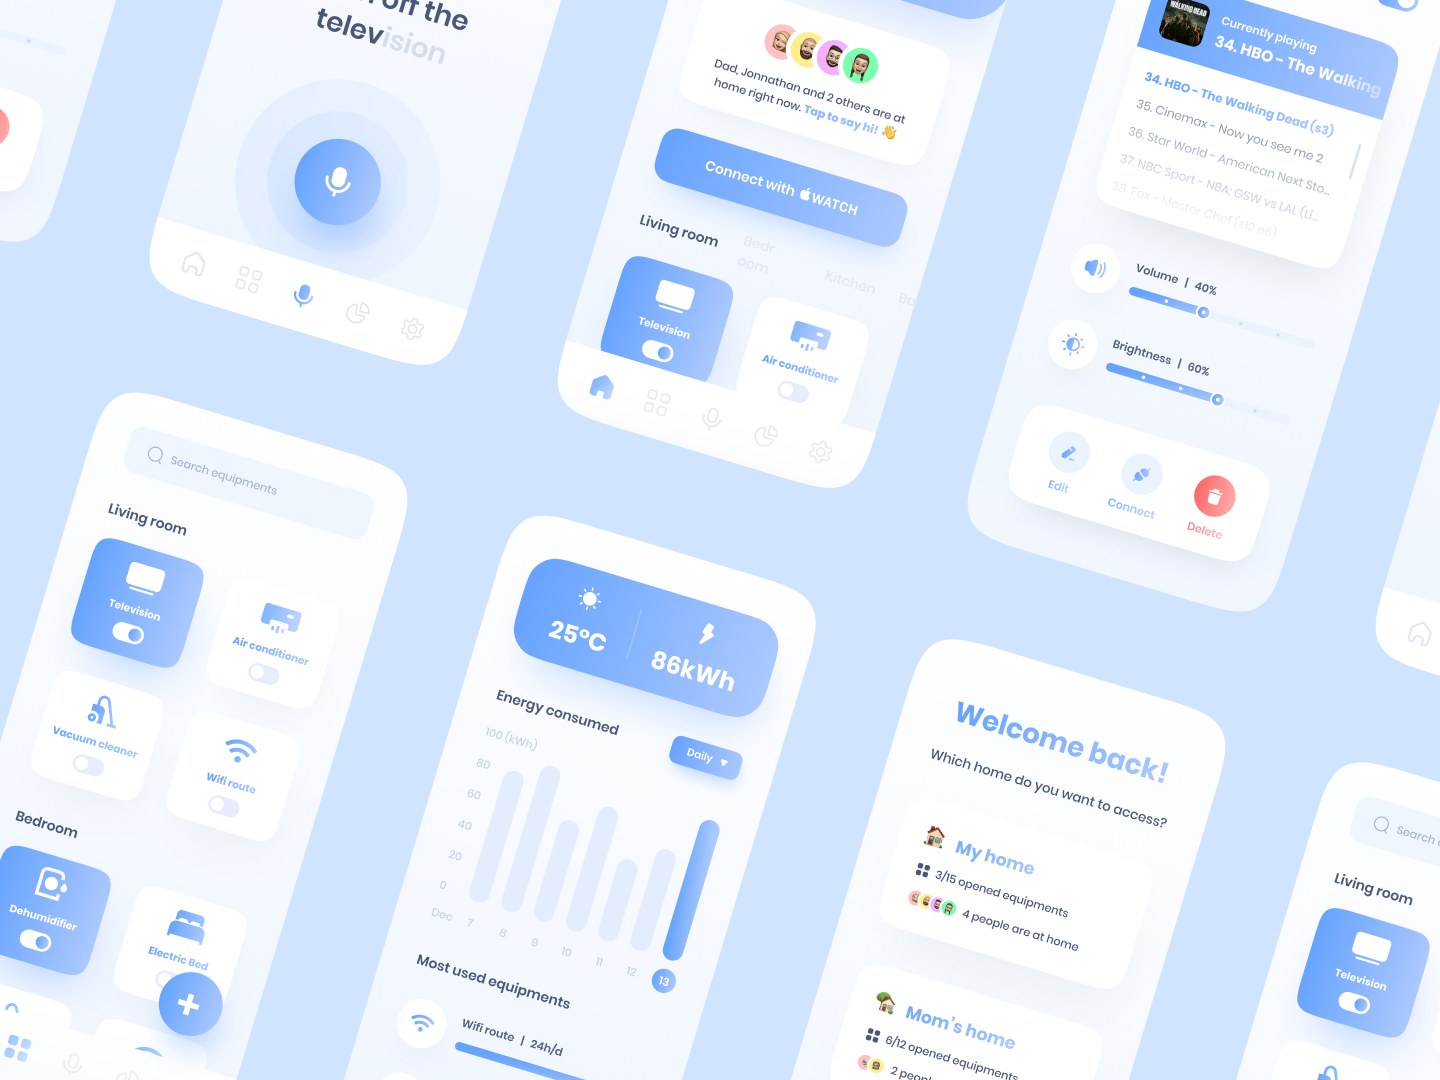 off the
television
Dad, Jonnathan and 2 others are at
home right now. Tap to say hi! 👋
Connect with WATCH
Living room
Bedr
oom
Kitchen
Television
Air conditioner
THE WALKING DEAD
Currently playing
34. HBO - The Walking
34. HBO - The Walking Dead (s3)
35. Cinemax - Now you see me 2
36. Star World - American Next Sto...
37. NBC Sport - NBA: GSW vs LAL (Li...
38. Fox - Master Chef (s12 e6)
Volume | 40%
Brightness | 60%
Edit
Connect
Delete
Search equipments
Living room
Television
Air conditioner
Vacuum cleaner
Wifi route
Bedroom
Dehumidifier
Electric Bed
25°C
86kWh
Energy consumed
Daily
100 (kWh)
80
60
40
20
0
Dec 7 8 9 10 11 12 13
Most used equipments
Wifi route | 24h/d
Welcome back!
Which home do you want to access?
My home
3/15 opened equipments
4 people are at home
Mom's home
6/12 opened equipments
Search
Living room
Television